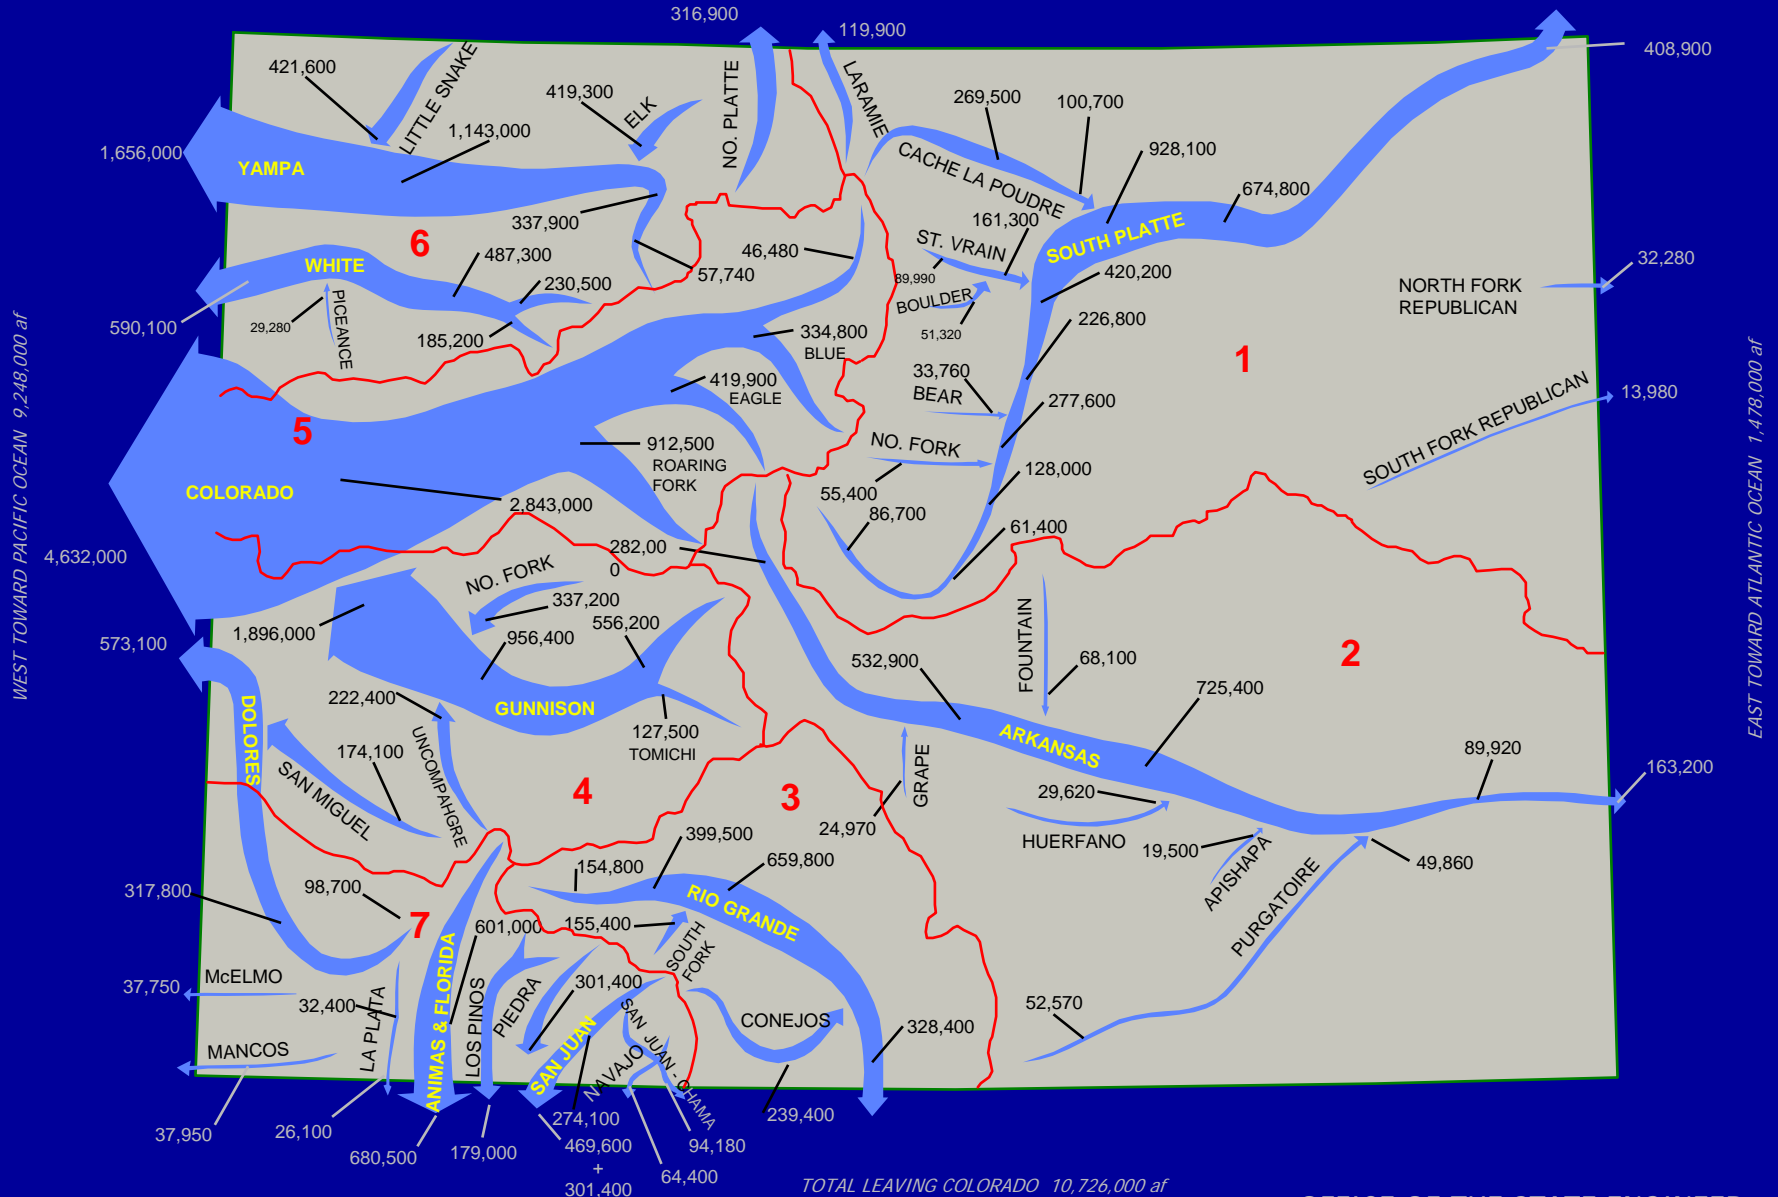 316,900
119,900
408,900
421,600
LITTLE SNAKE
419,300
ELK
NO. PLATTE
LARAMIE
269,500
100,700
1,656,000
YAMPA
1,143,000
CACHE LA POUDRE
928,100
674,800
337,900
161,300
SOUTH PLATTE
6
WHITE
487,300
57,740
46,480
ST. VRAIN
89,990
420,200
32,280
230,500
BOULDER
NORTH FORK
REPUBLICAN
590,100
29,280
PICEANCE
185,200
334,800
BLUE
51,320
226,800
WEST TOWARD PACIFIC OCEAN 9,248,000 af
EAST TOWARD ATLANTIC OCEAN 1,478,000 af
1
419,900
EAGLE
33,760
BEAR
277,600
SOUTH FORK REPUBLICAN
13,980
5
912,500
ROARING
FORK
NO. FORK
128,000
COLORADO
2,843,000
55,400
86,700
61,400
4,632,000
282,00
0
NO. FORK
337,200
573,100
1,896,000
956,400
556,200
FOUNTAIN
532,900
68,100
2
222,400
GUNNISON
725,400
DOLORES
127,500
TOMICHI
ARKANSAS
174,100
SAN MIGUEL
UNCOMPAHGRE
GRAPE
89,920
163,200
4
3
29,620
24,970
HUERFANO
19,500
APISHAPA
49,860
399,500
154,800
659,800
PURGATOIRE
317,800
98,700
7
601,000
155,400
RIO GRANDE
SOUTH
FORK
McELMO
37,750
32,400
LA PLATA
ANIMAS & FLORIDA
LOS PINOS
PIEDRA
301,400
SAN JUAN
SAN JUAN - CHAMA
NAVAJO
CONEJOS
52,570
328,400
MANCOS
37,950
26,100
680,500
179,000
274,100
469,600
+
301,400
94,180
64,400
239,400
TOTAL LEAVING COLORADO 10,726,000 af